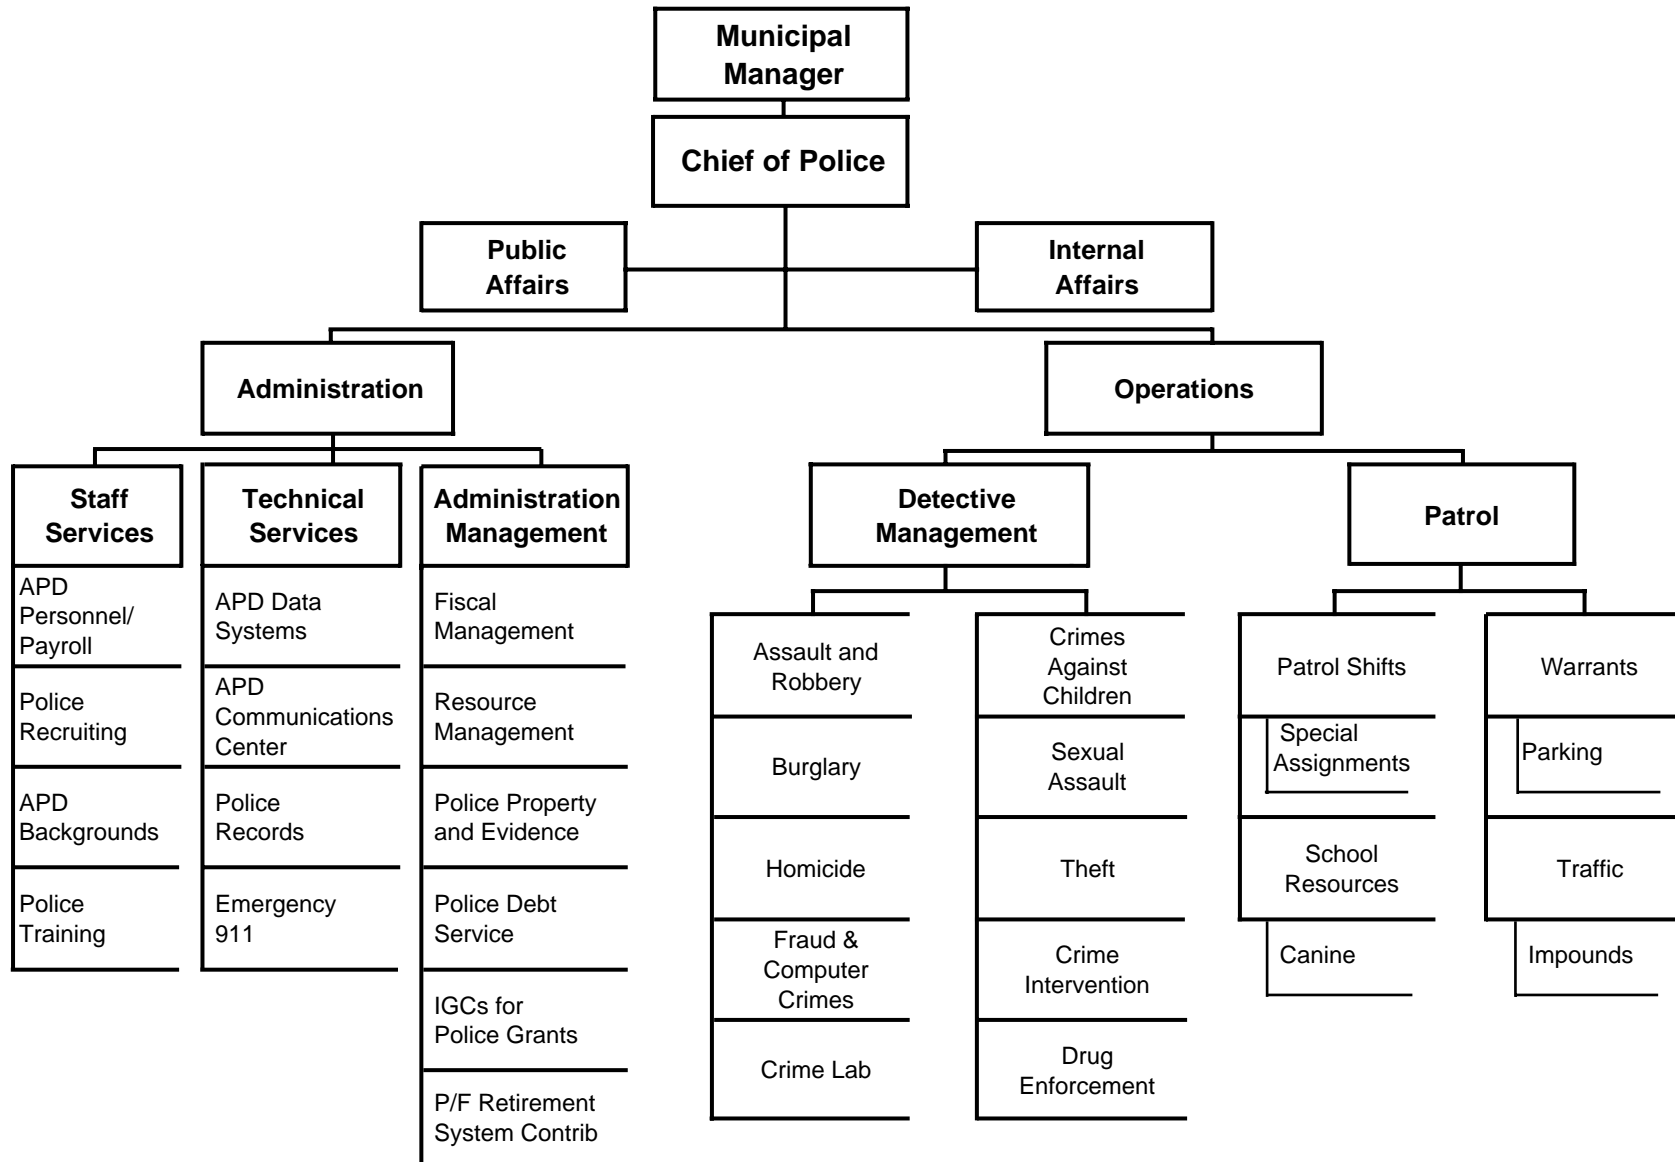 Municipal
Manager
Chief of Police
Public
Affairs
Internal
Affairs
Administration
Operations
Staff
Services
Technical
Services
Administration
Management
Detective
Management
Patrol
APD
Personnel/
Payroll
Police
Recruiting
APD
Backgrounds
Police
Training
APD Data
Systems
APD
Communications
Center
Police
Records
Emergency
911
Fiscal
Management
Resource
Management
Police Property
and Evidence
Police Debt
Service
IGCs for
Police Grants
P/F Retirement
System Contrib
Assault and
Robbery
Burglary
Homicide
Fraud &
Computer
Crimes
Crime Lab
Crimes
Against
Children
Sexual
Assault
Theft
Crime
Intervention
Drug
Enforcement
Patrol Shifts
Special
Assignments
School
Resources
Canine
Warrants
Parking
Traffic
Impounds